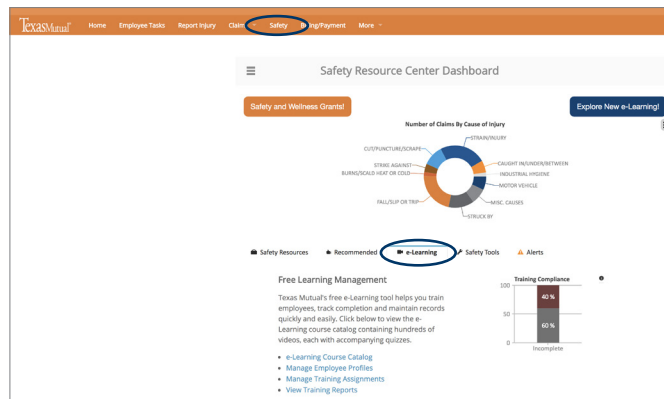 TexasMutual
Home Employee Tasks Report Injury Claim Safety Billing/Payment More
Safety Resource Center Dashboard
Safety and Wellness Grants! Explore New e-Learning!
Number of Claims By Cause of Injury
STRAIN/INJURY
CUT/PUNCTURE/SCRAPE
STRIKE AGAINST
CAUGHT IN/UNDER/BETWEEN
BURNS/SCALD HEAT OR COLD
INDUSTRIAL HYGIENE
MOTOR VEHICLE
FALL/SLIP OR TRIP
MISC. CAUSES
STRUCK BY
Safety Resources Recommended e-Learning Safety Tools Alerts
Free Learning Management
Texas Mutual's free e-Learning tool helps you train
employees, track completion and maintain records
quickly and easily. Click below to view the e-
Learning course catalog containing hundreds of
videos, each with accompanying quizzes.
• e-Learning Course Catalog
• Manage Employee Profiles
• Manage Training Assignments
• View Training Reports
Training Compliance
100
40 %
50
60 %
0
Incomplete